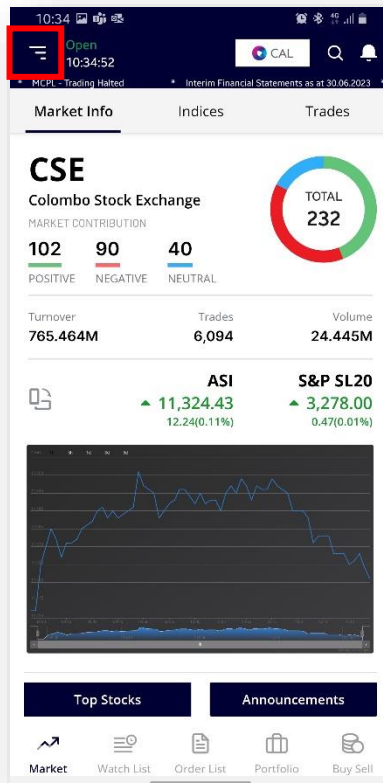 10:34
Open
10:34:52
CAL
* MCPL - Trading Halted * Interim Financial Statements as at 30.06.2023 *
Market Info Indices Trades
CSE
Colombo Stock Exchange
MARKET CONTRIBUTION
102 90 40
POSITIVE NEGATIVE NEUTRAL
TOTAL
232
Turnover Trades Volume
765.464M 6,094 24.445M
ASI S&P SL20
11,324.43 3,278.00
12.24(0.11%) 0.47(0.01%)
Top Stocks Announcements
Market Watch List Order List Portfolio Buy Sell